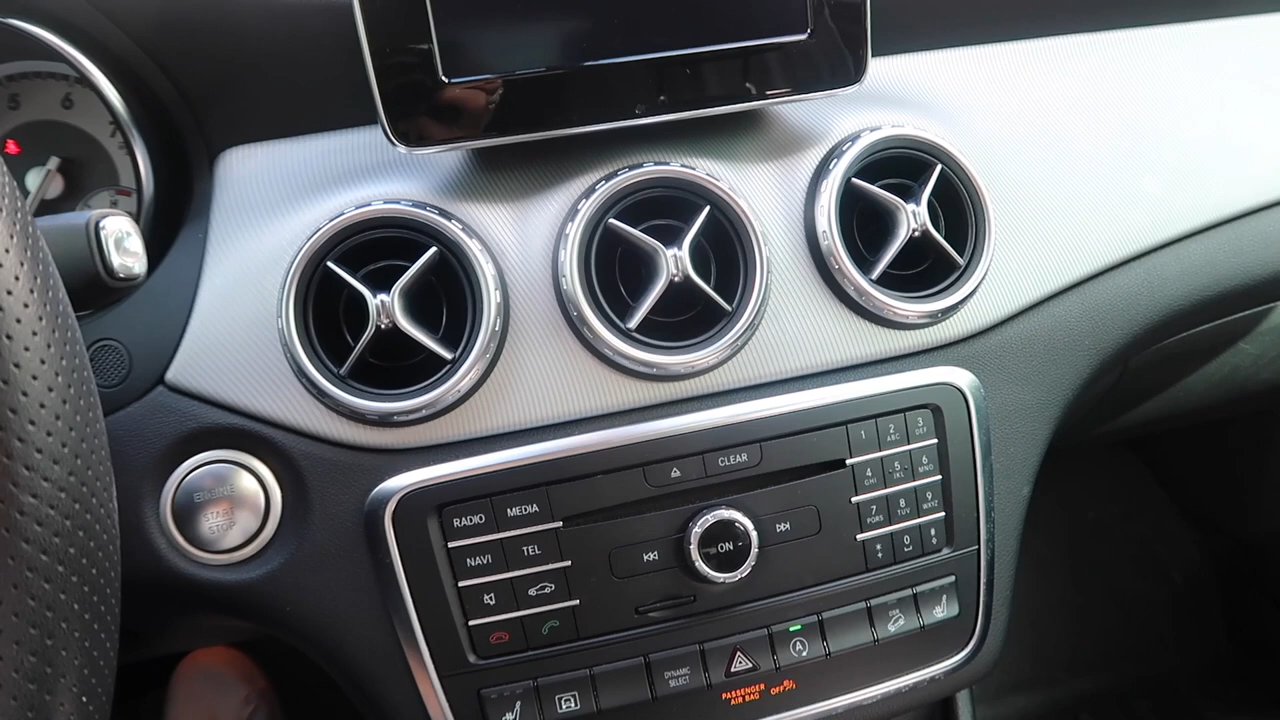 5
6
7
H
ENGINE
START
STOP
CLEAR
RADIO
MEDIA
NAVI
TEL
ON
1
2
ABC
3
DEF
4
GHI
5
JKL
6
MNO
7
PQRS
8
TUV
9
WXYZ
*
+
0
#
DYNAMIC
SELECT
A
DSR
PASSENGER
AIR BAG
OFF